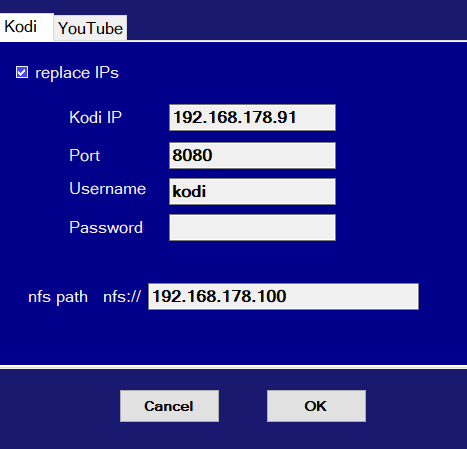 Kodi YouTube
replace IPs
Kodi IP 192.168.178.91
Port 8080
Username kodi
Password
nfs path nfs:// 192.168.178.100
Cancel OK